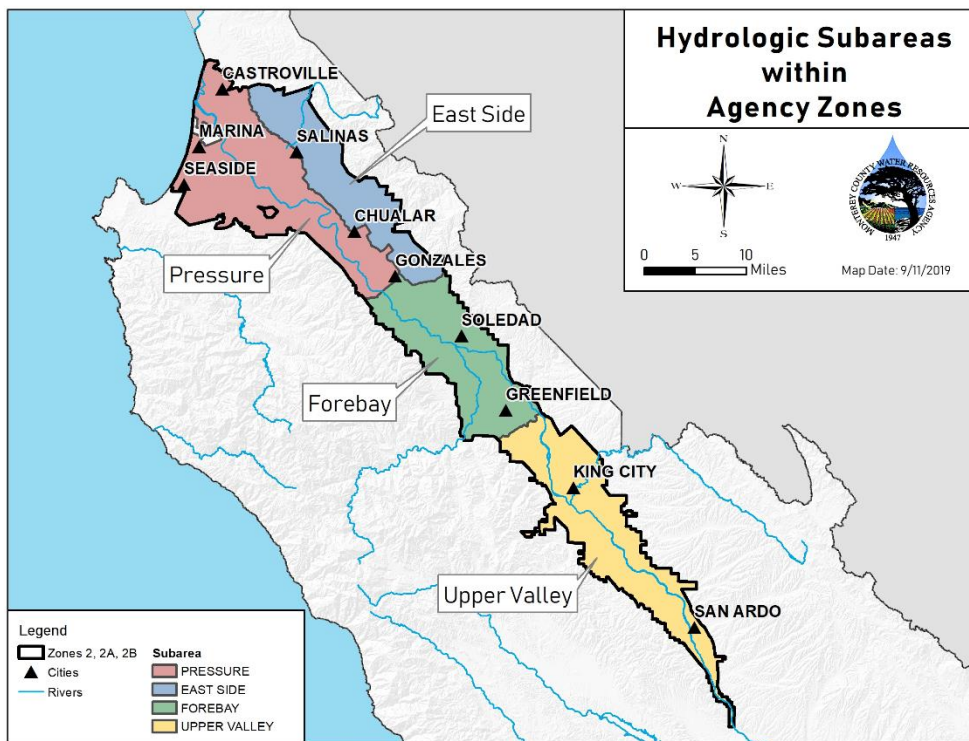 Hydrologic Subareas
within
Agency Zones
N
W
E
S
MONTEREY COUNTY WATER RESOURCES AGENCY
1947
0 5 10
Miles
Map Date: 9/11/2019
CASTROVILLE
East Side
MARINA
SALINAS
SEASIDE
CHUALAR
Pressure
GONZALES
SOLEDAD
Forebay
GREENFIELD
KING CITY
Upper Valley
SAN ARDO
Legend
Zones 2, 2A, 2B
Cities
Rivers
Subarea
PRESSURE
EAST SIDE
FOREBAY
UPPER VALLEY